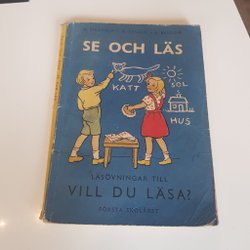 SE OCH LÄS
KATT
SOL
HUS
LÄSÖVNINGAR TILL
VILL DU LÄSA?
FÖRSTA SKOLÅRET